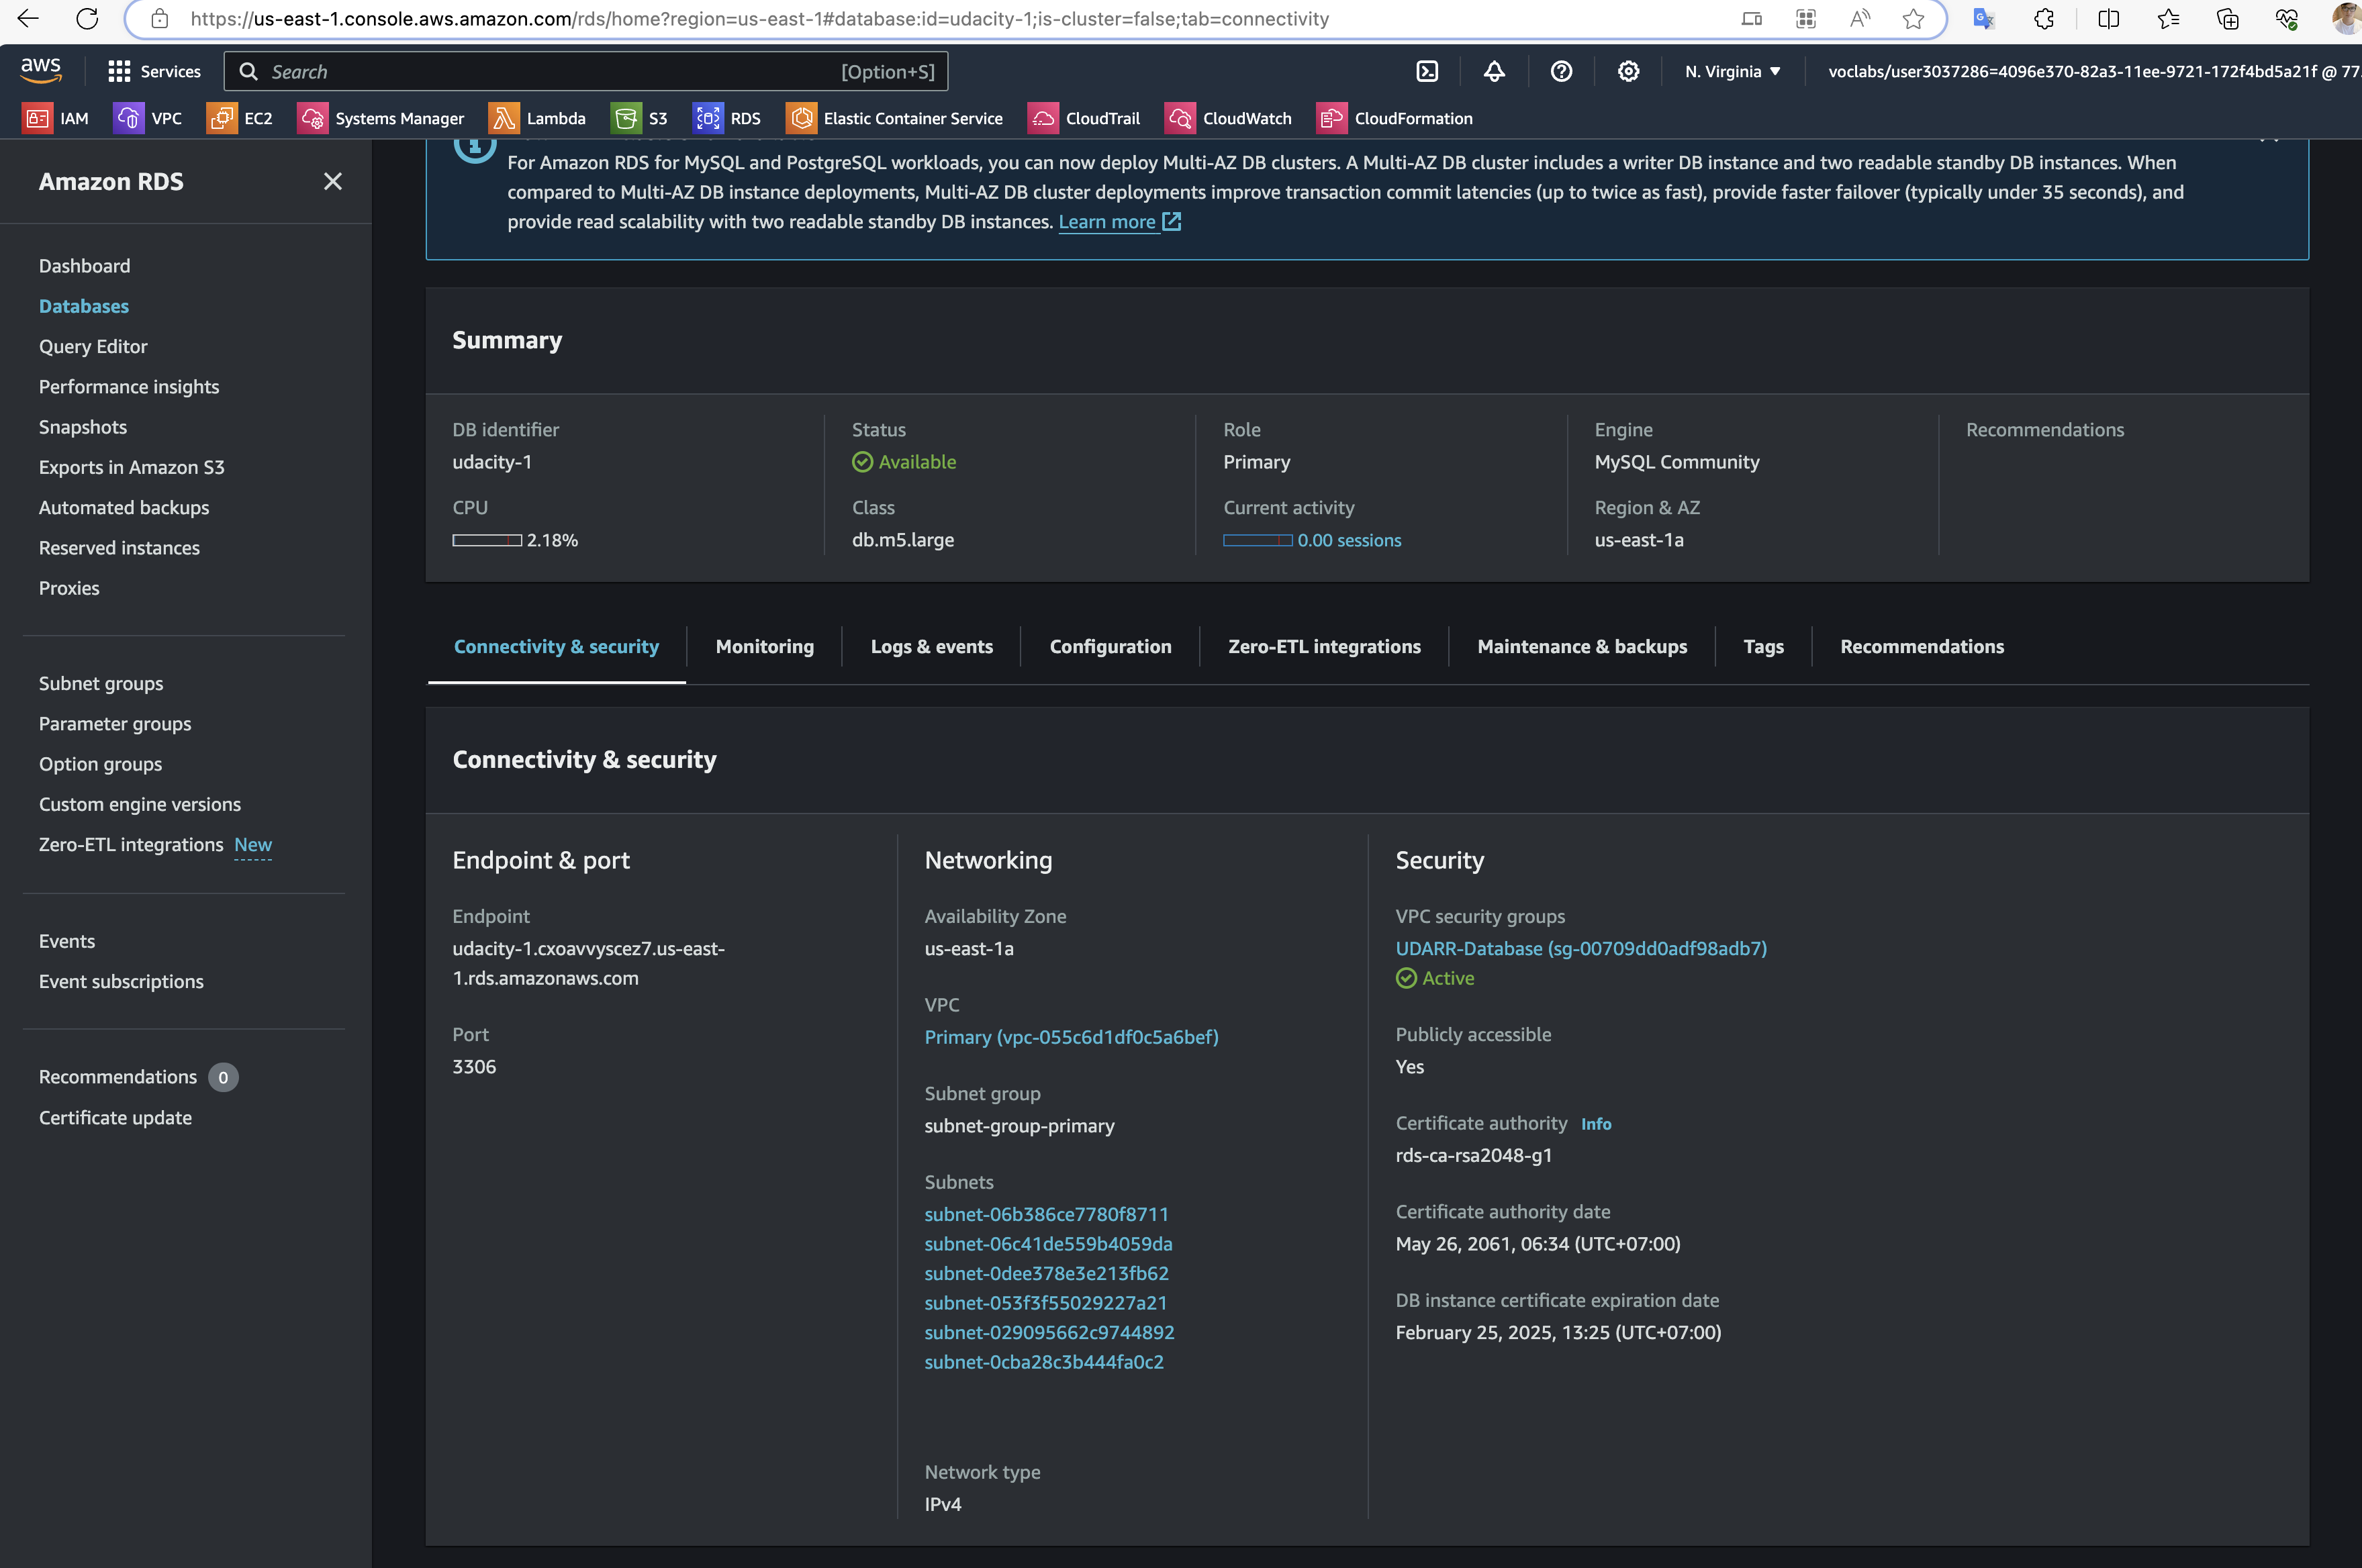 https://us-east-1.console.aws.amazon.com/rds/home?region=us-east-1#database:id=udacity-1;is-cluster=false;tab=connectivity
aws
Services
Search
[Option+S]
N. Virginia
voclabs/user3037286=4096e370-82a3-11ee-9721-172f4bd5a21f @ 77
IAM
VPC
EC2
Systems Manager
Lambda
S3
RDS
Elastic Container Service
CloudTrail
CloudWatch
CloudFormation
Amazon RDS
Dashboard
Databases
Query Editor
Performance insights
Snapshots
Exports in Amazon S3
Automated backups
Reserved instances
Proxies
Subnet groups
Parameter groups
Option groups
Custom engine versions
Zero-ETL integrations New
Events
Event subscriptions
Recommendations 0
Certificate update
For Amazon RDS for MySQL and PostgreSQL workloads, you can now deploy Multi-AZ DB clusters. A Multi-AZ DB cluster includes a writer DB instance and two readable standby DB instances. When
compared to Multi-AZ DB instance deployments, Multi-AZ DB cluster deployments improve transaction commit latencies (up to twice as fast), provide faster failover (typically under 35 seconds), and
provide read scalability with two readable standby DB instances. Learn more
Summary
DB identifier
udacity-1
CPU
2.18%
Status
Available
Class
db.m5.large
Role
Primary
Current activity
0.00 sessions
Engine
MySQL Community
Region & AZ
us-east-1a
Recommendations
Connectivity & security
Monitoring
Logs & events
Configuration
Zero-ETL integrations
Maintenance & backups
Tags
Recommendations
Connectivity & security
Endpoint & port
Endpoint
udacity-1.cxoavvyscez7.us-east-
1.rds.amazonaws.com
Port
3306
Networking
Availability Zone
us-east-1a
VPC
Primary (vpc-055c6d1df0c5a6bef)
Subnet group
subnet-group-primary
Subnets
subnet-06b386ce7780f8711
subnet-06c41de559b4059da
subnet-0dee378e3e213fb62
subnet-053f3f55029227a21
subnet-029095662c9744892
subnet-0cba28c3b444fa0c2
Network type
IPv4
Security
VPC security groups
UDARR-Database (sg-00709dd0adf98adb7)
Active
Publicly accessible
Yes
Certificate authority Info
rds-ca-rsa2048-g1
Certificate authority date
May 26, 2061, 06:34 (UTC+07:00)
DB instance certificate expiration date
February 25, 2025, 13:25 (UTC+07:00)